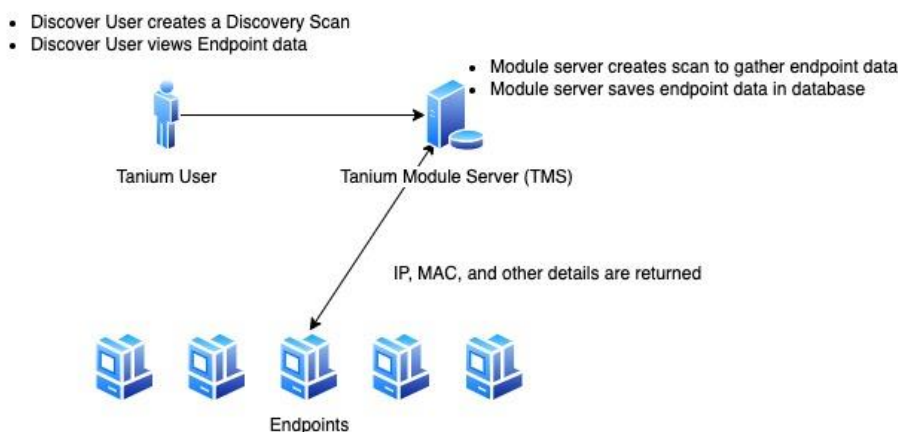 • Discover User creates a Discovery Scan
• Discover User views Endpoint data
• Module server creates scan to gather endpoint data
• Module server saves endpoint data in database
Tanium User
Tanium Module Server (TMS)
IP, MAC, and other details are returned
Endpoints